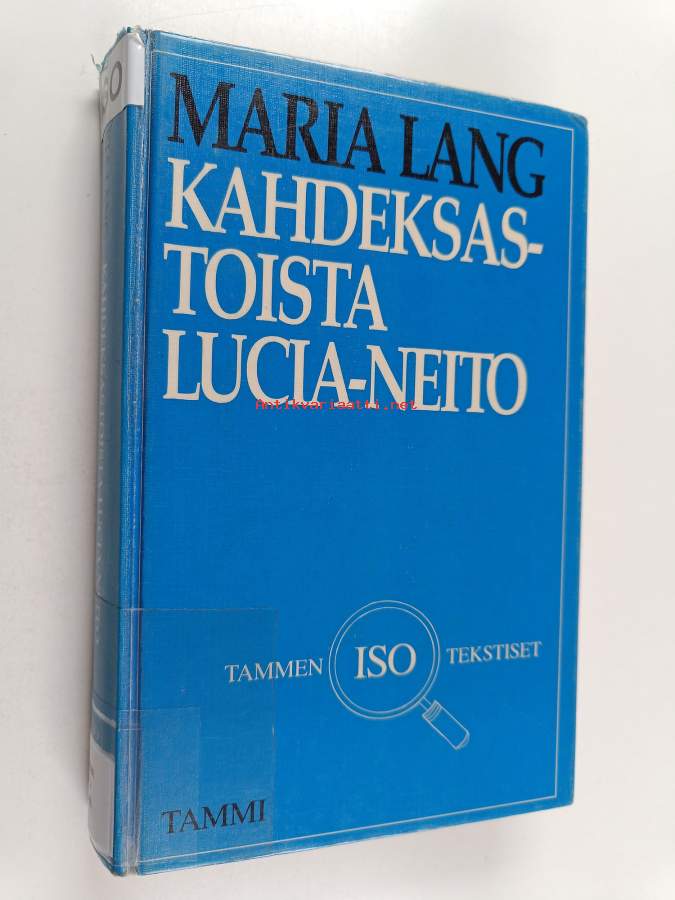 MARIA LANG
KAHDEKSAS-
TOISTA
LUCIA-NEITO
Antikvariaatti.net
TAMMEN ISO TEKSTISET
TAMMI